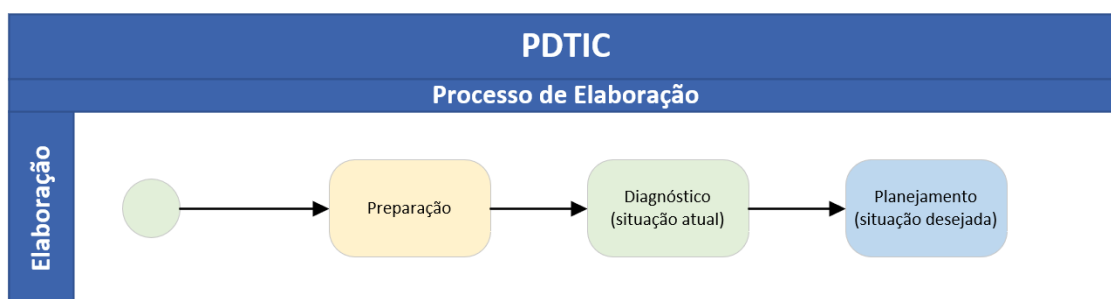 PDTIC
Processo de Elaboração
Elaboração
Preparação
Diagnóstico
(situação atual)
Planejamento
(situação desejada)